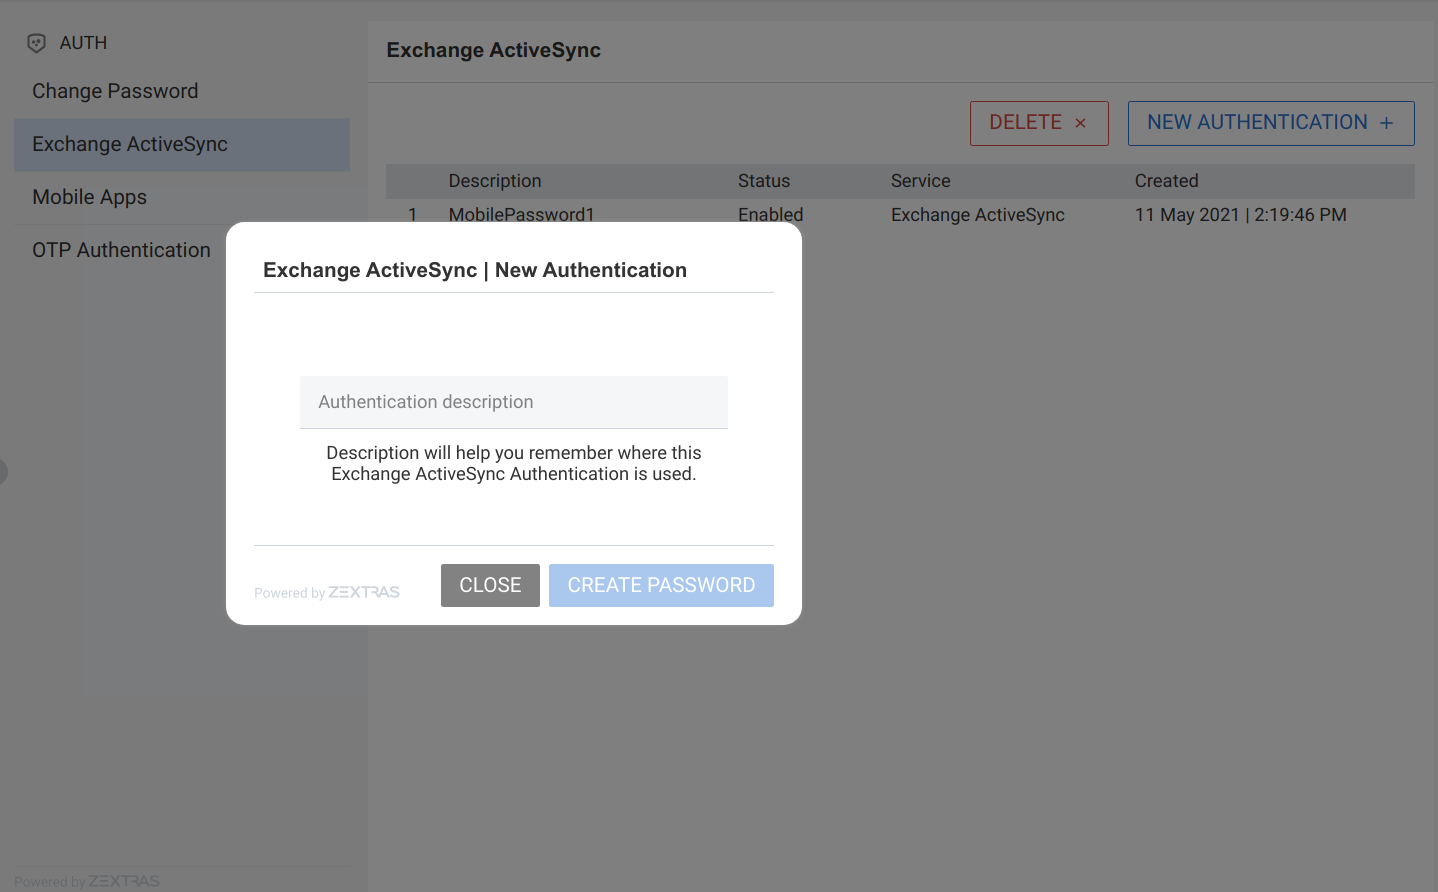 AUTH
Change Password
Exchange ActiveSync
Mobile Apps
OTP Authentication
Powered by ZEXTRAS
Exchange ActiveSync
DELETE ×
NEW AUTHENTICATION +
Description Status Service Created
1 MobilePassword1 Enabled Exchange ActiveSync 11 May 2021 | 2:19:46 PM
Exchange ActiveSync | New Authentication
Authentication description
Description will help you remember where this
Exchange ActiveSync Authentication is used.
Powered by ZEXTRAS
CLOSE
CREATE PASSWORD